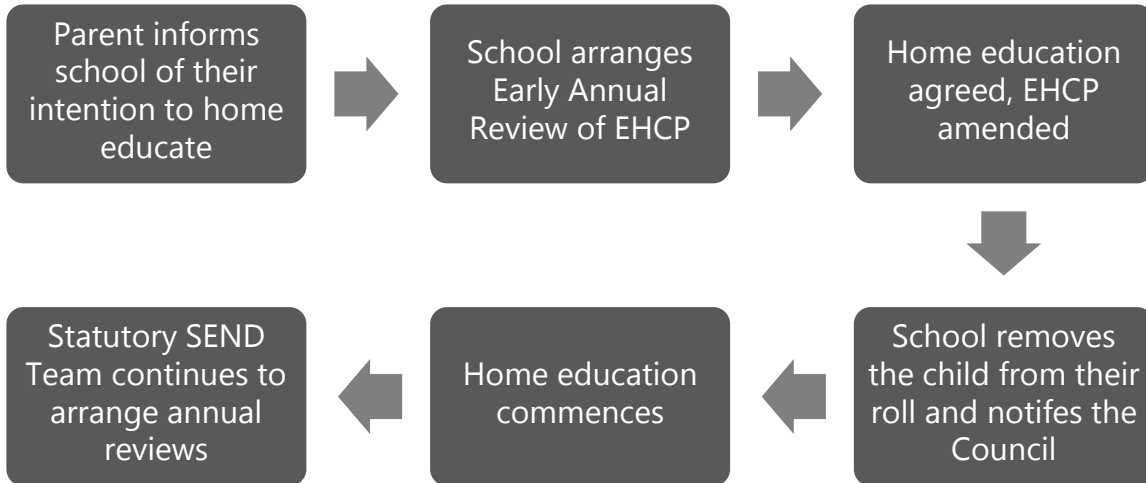 Parent informs
school of their
intention to home
educate
School arranges
Early Annual
Review of EHCP
Home education
agreed, EHCP
amended
School removes
the child from their
roll and notifes the
Council
Home education
commences
Statutory SEND
Team continues to
arrange annual
reviews